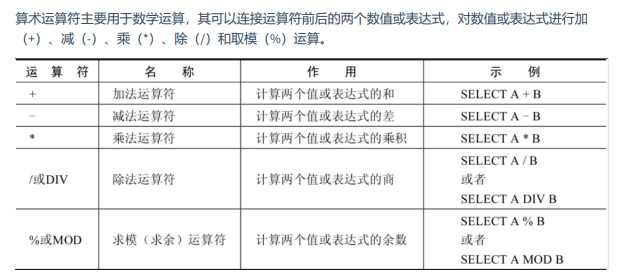 算术运算符主要用于数学运算，其可以连接运算符前后的两个数值或表达式，对数值或表达式进行加
（+）、减（-）、乘（*）、除（/）和取模（%）运算。
运 算 符 名 称 作 用 示 例
+ 加法运算符 计算两个值或表达式的和 SELECT A + B
– 减法运算符 计算两个值或表达式的差 SELECT A – B
* 乘法运算符 计算两个值或表达式的乘积 SELECT A * B
/或DIV 除法运算符 计算两个值或表达式的商 SELECT A / B
或者
SELECT A DIV B
%或MOD 求模（求余）运算符 计算两个值或表达式的余数 SELECT A % B
或者
SELECT A MOD B